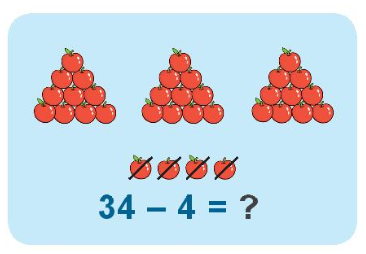 34 – 4 = ?